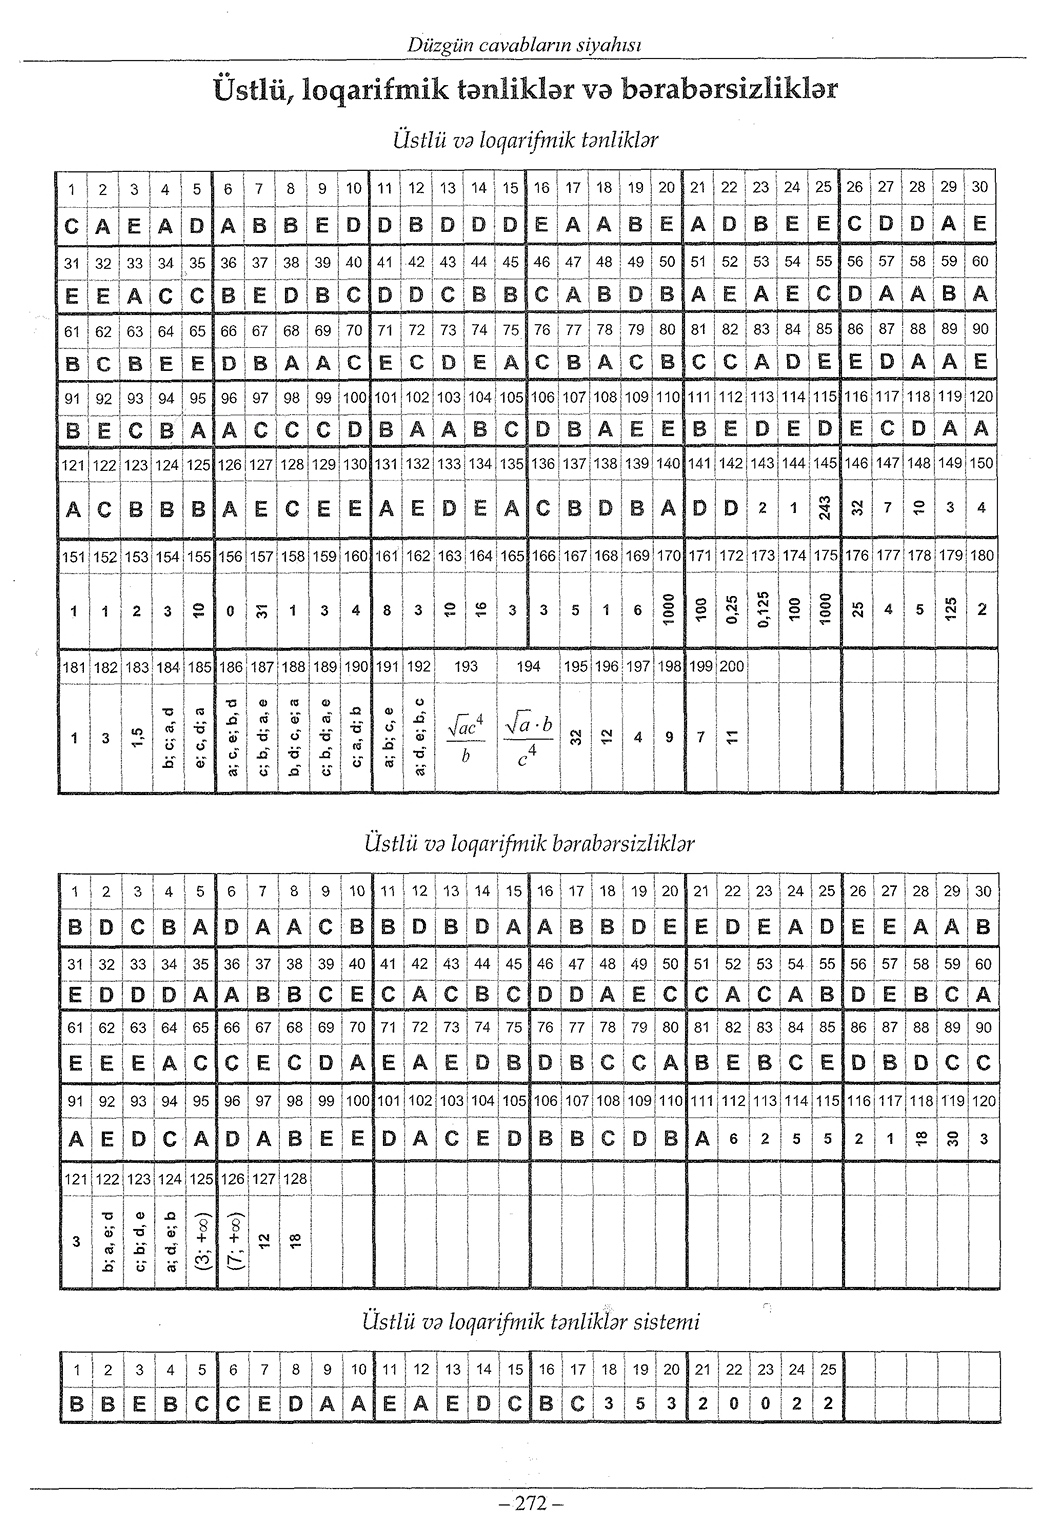 Düzgün cavabların siyahısı
Üstlü, loqarifmik tənliklər və bərabərsizliklər
Üstlü və loqarifmik tənliklər
1 2 3 4 5 6 7 8 9 10 11 12 13 14 15 16 17 18 19 20 21 22 23 24 25 26 27 28 29 30
C A E A D A B B E D D B D D D E A A B E A D B E E C D D A E
31 32 33 34 35 36 37 38 39 40 41 42 43 44 45 46 47 48 49 50 51 52 53 54 55 56 57 58 59 60
E E A C C B E D B C D D C B B C A B D B A E A E C D A A B A
61 62 63 64 65 66 67 68 69 70 71 72 73 74 75 76 77 78 79 80 81 82 83 84 85 86 87 88 89 90
B C B E E D B A A C E C D E A C B A C B C C A D E E D A A E
91 92 93 94 95 96 97 98 99 100 101 102 103 104 105 106 107 108 109 110 111 112 113 114 115 116 117 118 119 120
B E C B A A C C C D B A A B C D B A E E B E D E D E C D A A
121 122 123 124 125 126 127 128 129 130 131 132 133 134 135 136 137 138 139 140 141 142 143 144 145 146 147 148 149 150
A C B B B A E C E E A E D E A C B D B A D D 2 1 243 32 7 10 3 4
151 152 153 154 155 156 157 158 159 160 161 162 163 164 165 166 167 168 169 170 171 172 173 174 175 176 177 178 179 180
1 1 2 3 10 0 31 1 3 4 8 3 10 16 3 3 5 1 6 1000 100 0,25 0,125 100 1000 25 4 5 125 2
181 182 183 184 185 186 187 188 189 190 191 192 193 194 195 196 197 198 199 200
1 3 1,5 b; c; a, d e; c, d; a a; c, e; b, d c; b, d; a, e b, d; c, e; a c; b, d; a, e c; a, d; b a; b; c, e a; d, e; b, c √ac⁴/b √a·b/c⁴ 32 12 4 9 7 11
Üstlü və loqarifmik bərabərsizliklər
1 2 3 4 5 6 7 8 9 10 11 12 13 14 15 16 17 18 19 20 21 22 23 24 25 26 27 28 29 30
B D C B A D A A C B B D B D A A B B D E E D E A D E E A A B
31 32 33 34 35 36 37 38 39 40 41 42 43 44 45 46 47 48 49 50 51 52 53 54 55 56 57 58 59 60
E D D D A A B B C E C A C B C D D A E C C A C A B D E B C A
61 62 63 64 65 66 67 68 69 70 71 72 73 74 75 76 77 78 79 80 81 82 83 84 85 86 87 88 89 90
E E E A C C E C D A E A E D B D B C C A B E B C E D B D C C
91 92 93 94 95 96 97 98 99 100 101 102 103 104 105 106 107 108 109 110 111 112 113 114 115 116 117 118 119 120
A E D C A D A B E E D A C E D B B C D B A 6 2 5 5 2 1 18 30 3
121 122 123 124 125 126 127 128
3 b; a, e; d c; b; d, e a; d, e; b (3; +∞) (7; +∞) 12 18
Üstlü və loqarifmik tənliklər sistemi
1 2 3 4 5 6 7 8 9 10 11 12 13 14 15 16 17 18 19 20 21 22 23 24 25
B B E B C C E D A A E A E D C B C 3 5 3 2 0 0 2 2
– 272 –